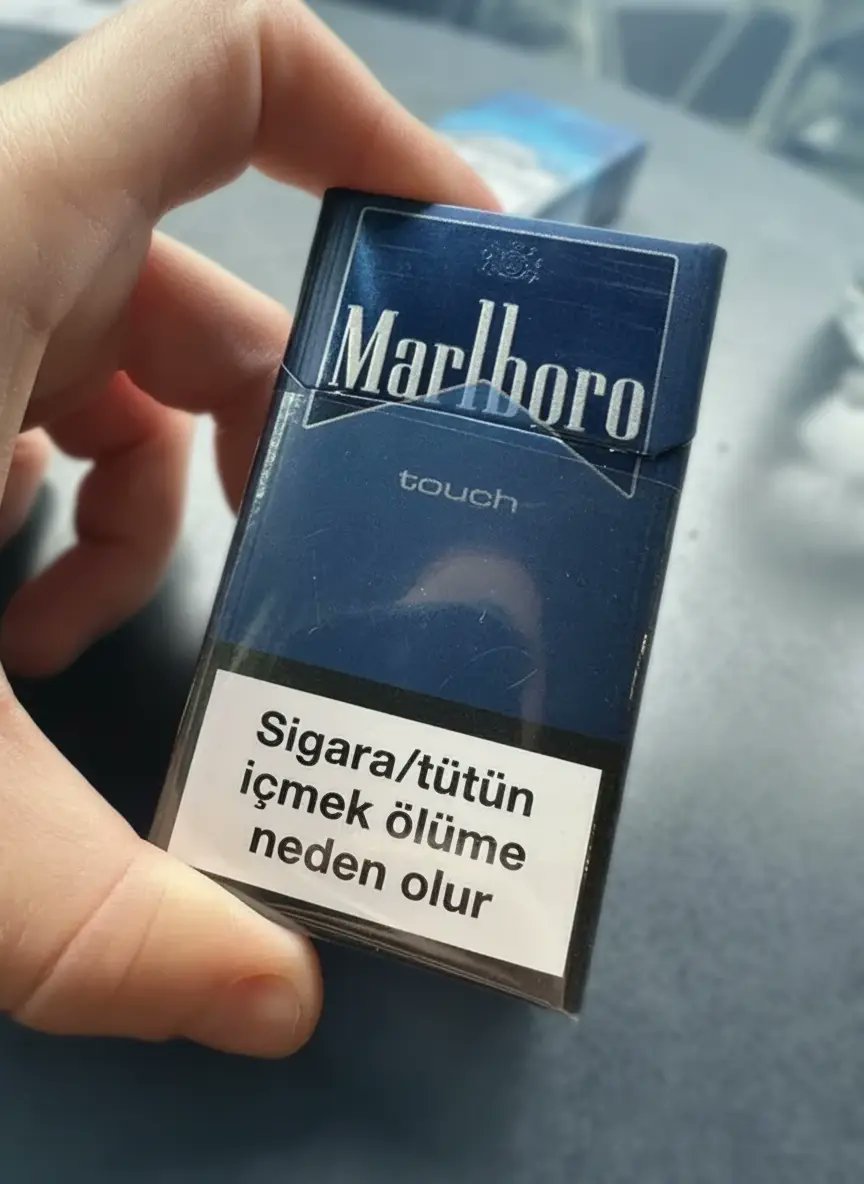 Marlboro
touch
Sigara/tütün
içmek ölüme
neden olur